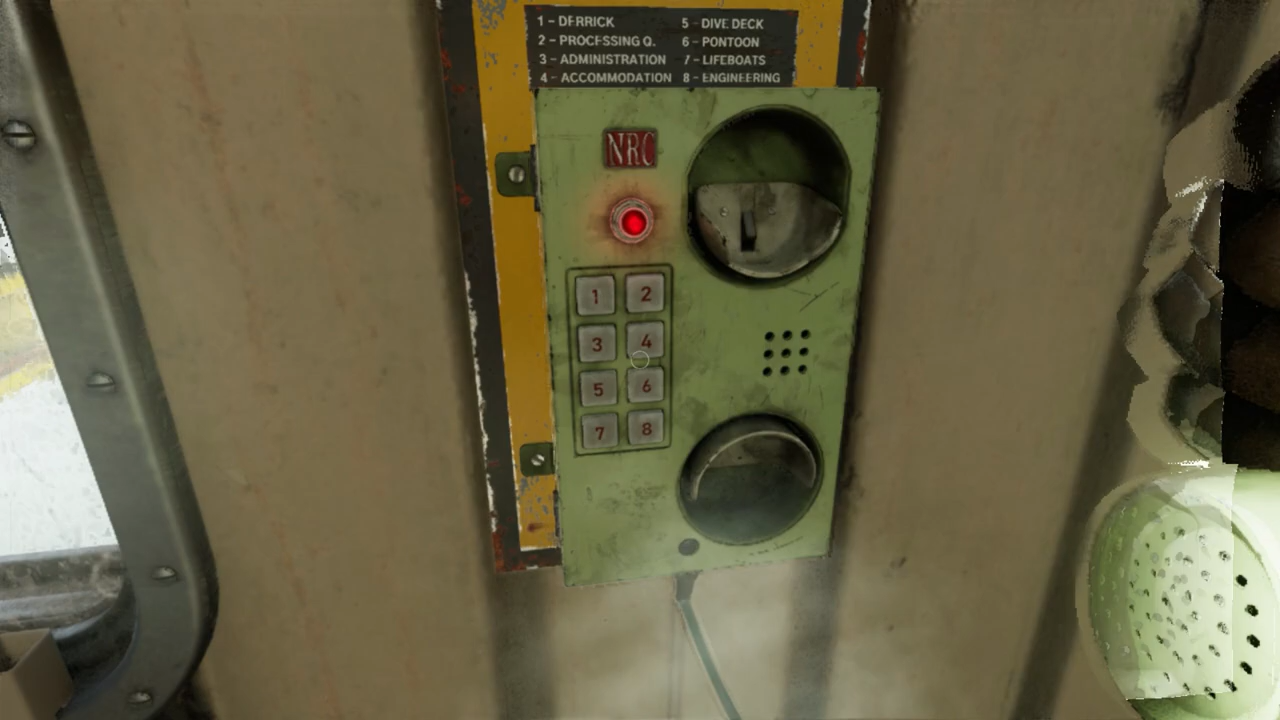 1 - DERRICK 5 - DIVE DECK
2 - PROCESSING Q. 6 - PONTOON
3 - ADMINISTRATION 7 - LIFEBOATS
4 - ACCOMMODATION 8 - ENGINEERING
NRC
1 2
3 4
5 6
7 8